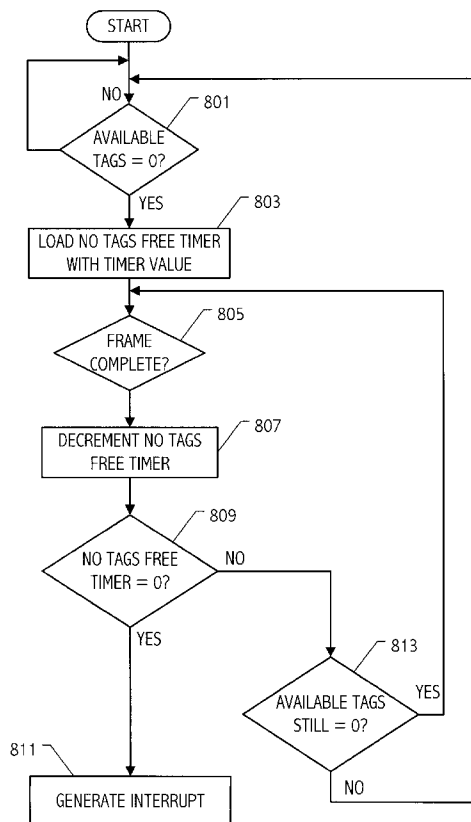 START
NO
801
AVAILABLE
TAGS = 0?
YES
803
LOAD NO TAGS FREE TIMER
WITH TIMER VALUE
805
FRAME
COMPLETE?
807
DECREMENT NO TAGS
FREE TIMER
809
NO TAGS FREE
TIMER = 0?
NO
YES
813
AVAILABLE TAGS
STILL = 0?
YES
811
GENERATE INTERRUPT
NO